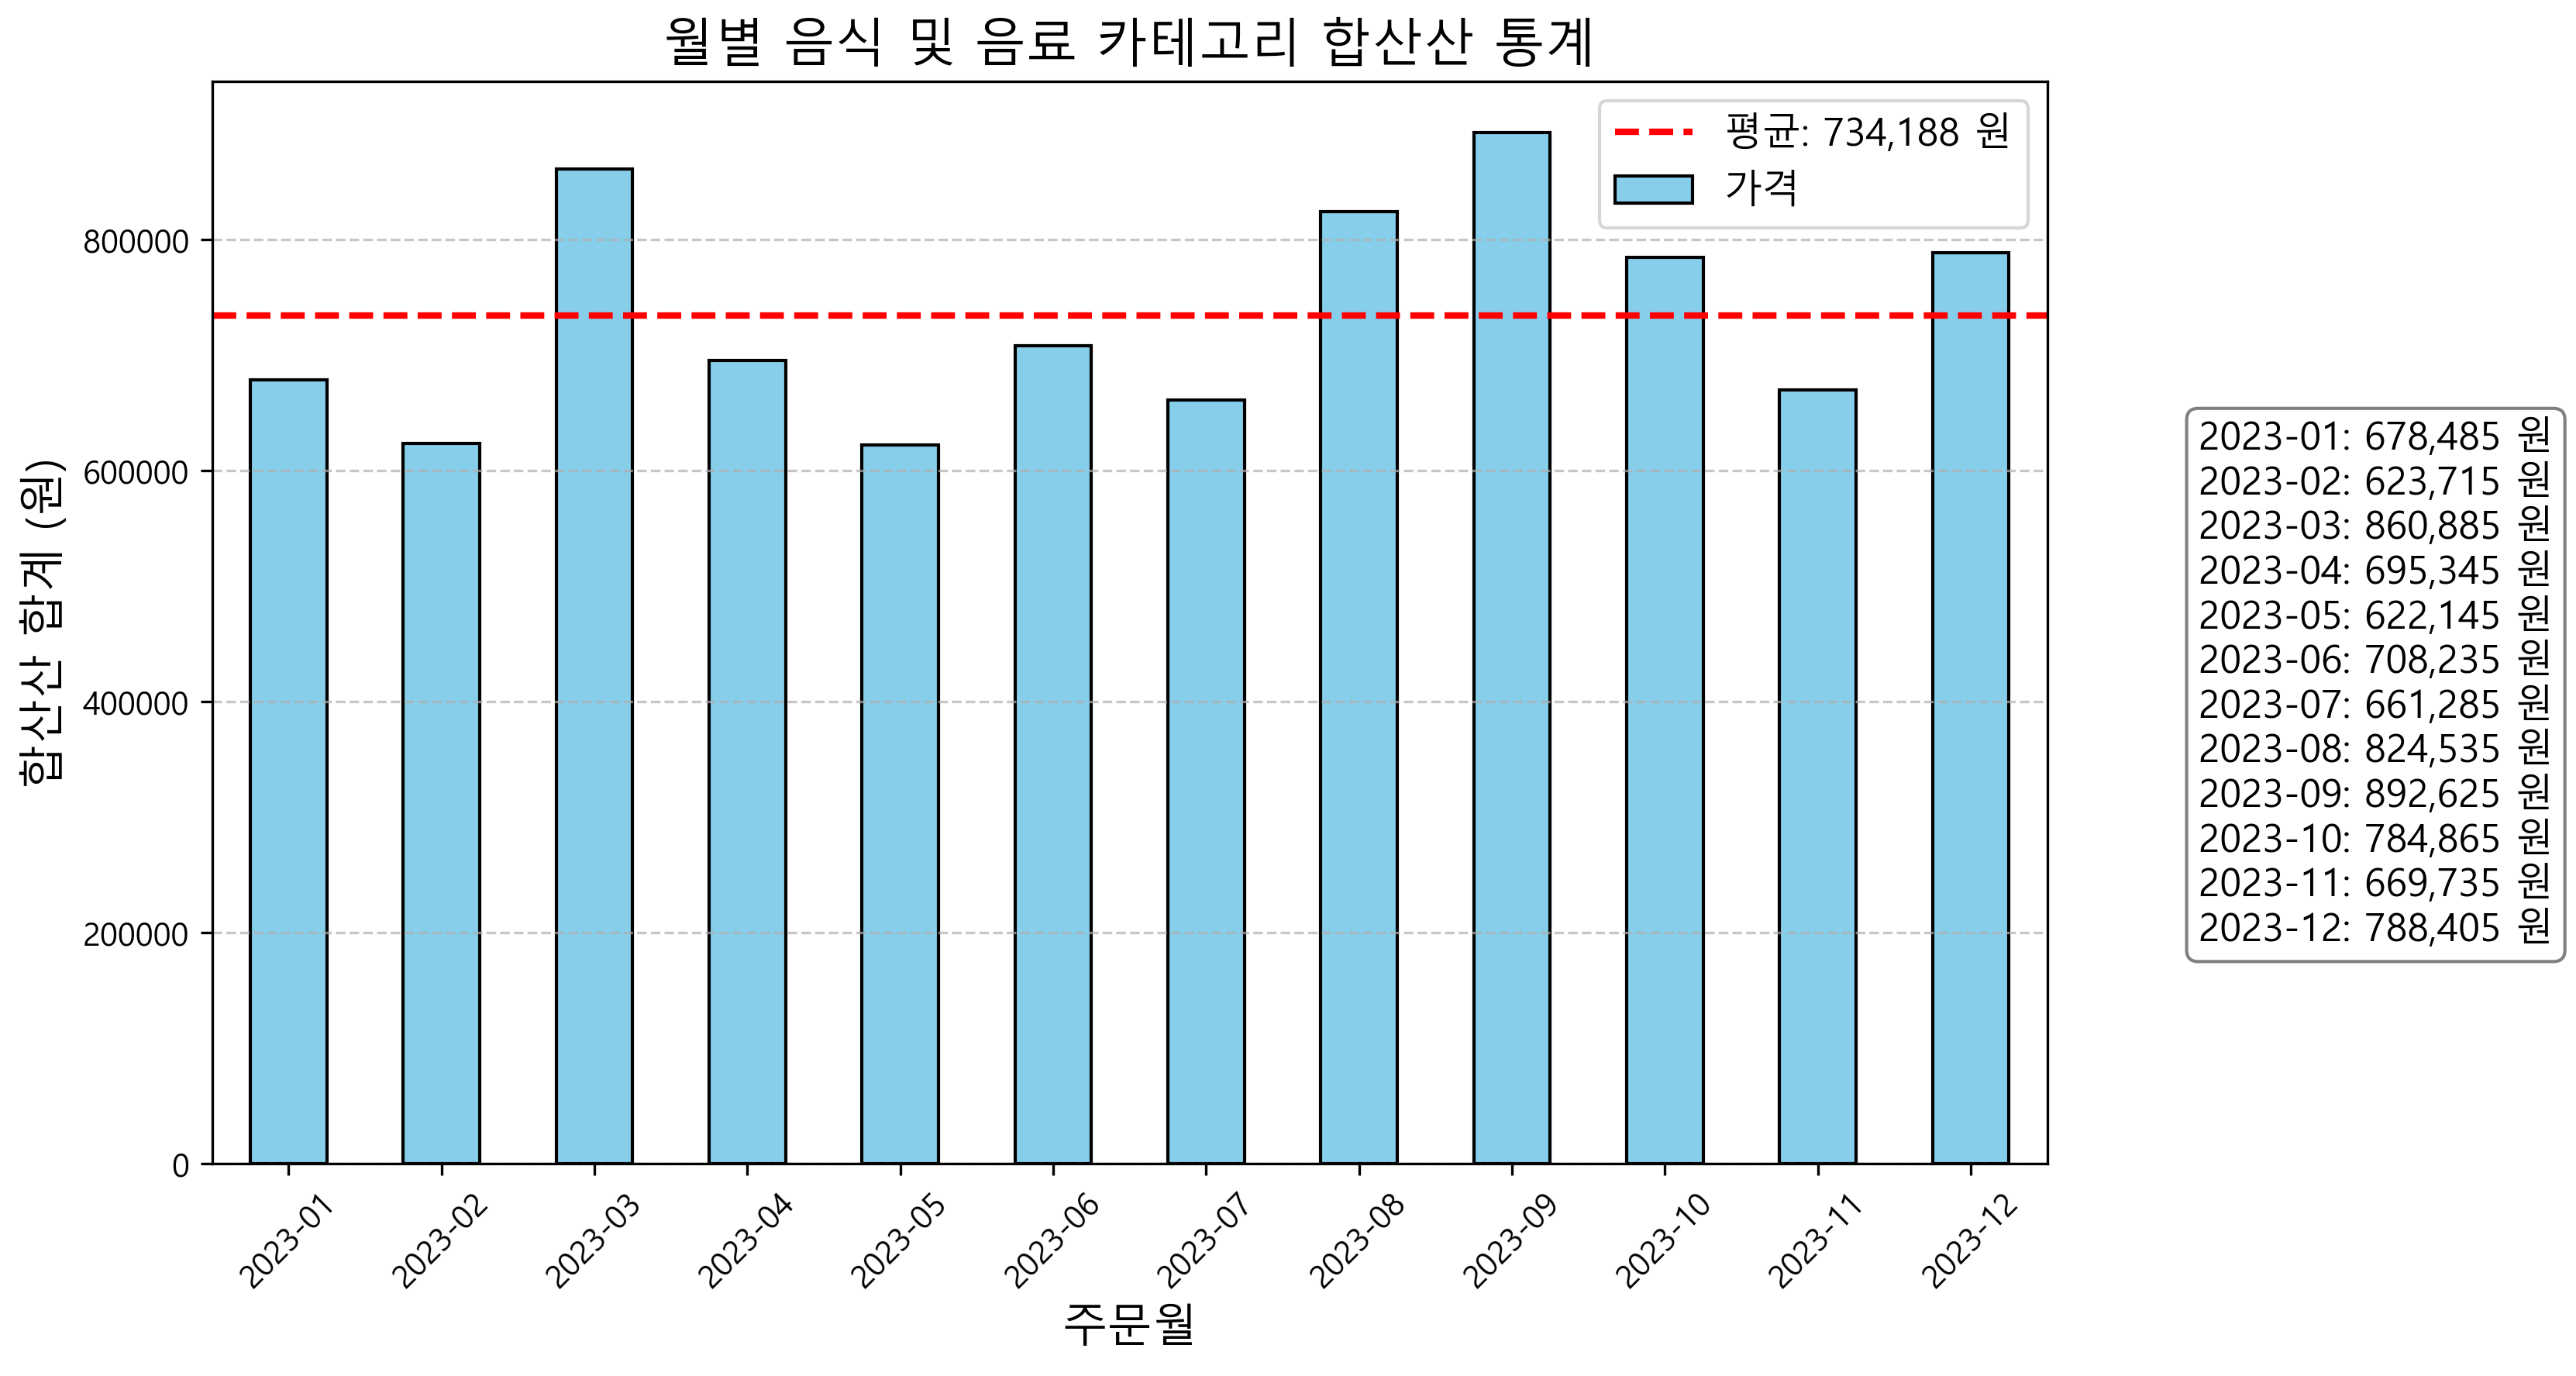 월별 음식 및 음료 카테고리 합산산 통계
평균: 734,188 원
가격
합산산 합계 (원)
800000
600000
400000
200000
0
2023-01
2023-02
2023-03
2023-04
2023-05
2023-06
2023-07
2023-08
2023-09
2023-10
2023-11
2023-12
주문월
2023-01: 678,485 원
2023-02: 623,715 원
2023-03: 860,885 원
2023-04: 695,345 원
2023-05: 622,145 원
2023-06: 708,235 원
2023-07: 661,285 원
2023-08: 824,535 원
2023-09: 892,625 원
2023-10: 784,865 원
2023-11: 669,735 원
2023-12: 788,405 원